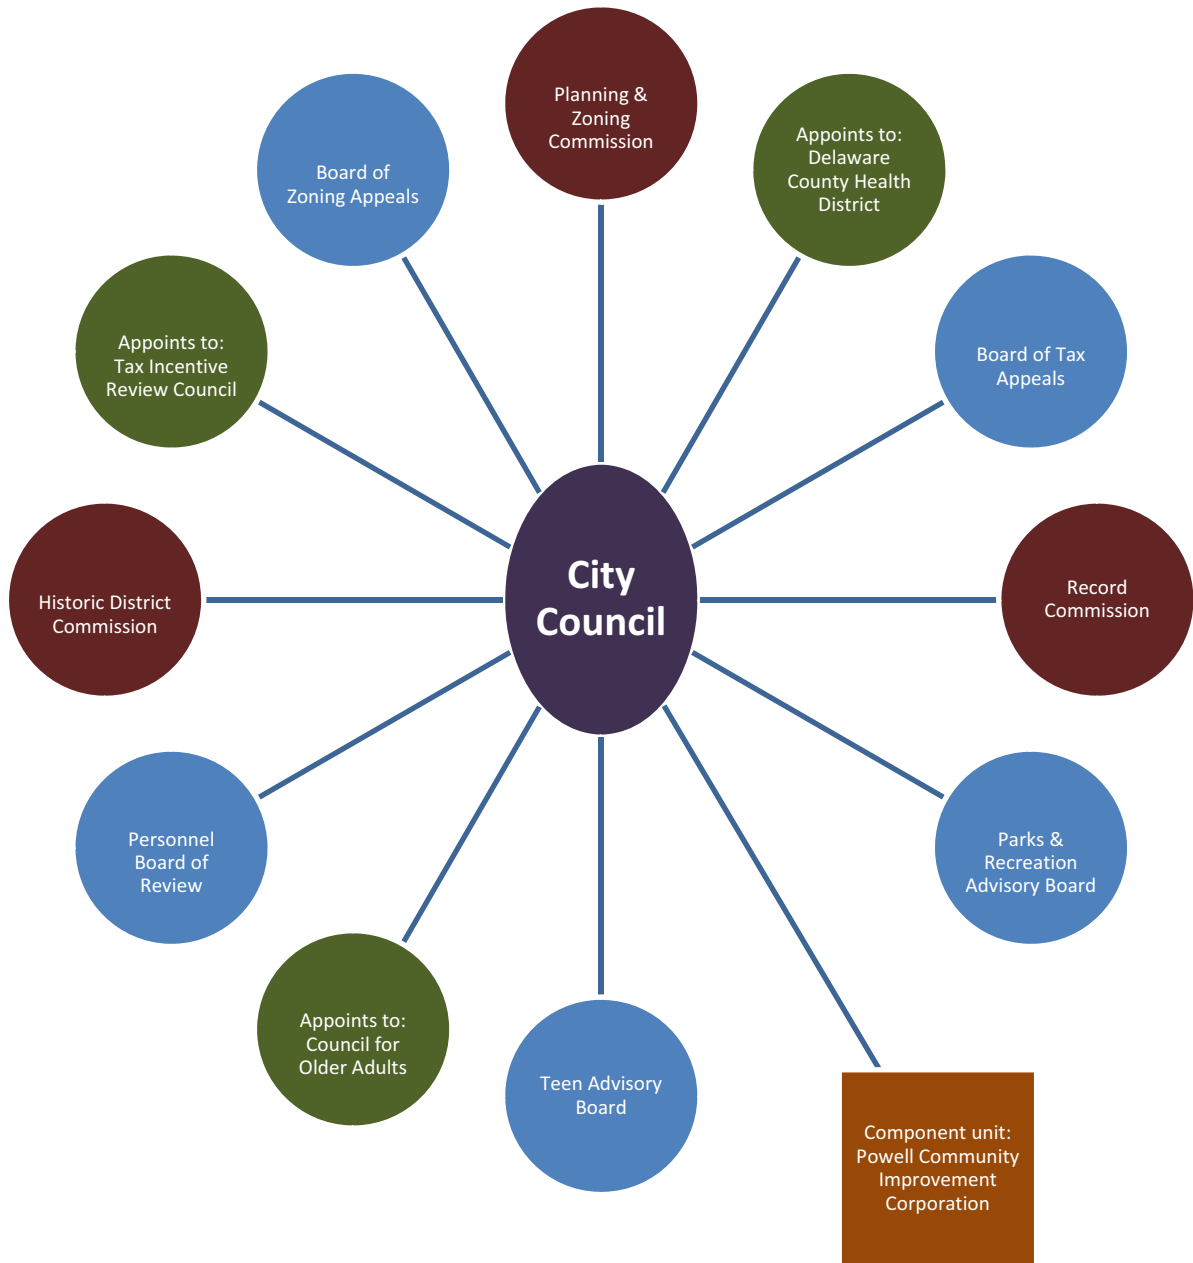 Planning &
Zoning
Commission
Appoints to:
Delaware
County Health
District
Board of
Zoning Appeals
Appoints to:
Tax Incentive
Review Council
Board of Tax
Appeals
City
Council
Historic District
Commission
Record
Commission
Personnel
Board of
Review
Parks &
Recreation
Advisory Board
Appoints to:
Council for
Older Adults
Teen Advisory
Board
Component unit:
Powell Community
Improvement
Corporation